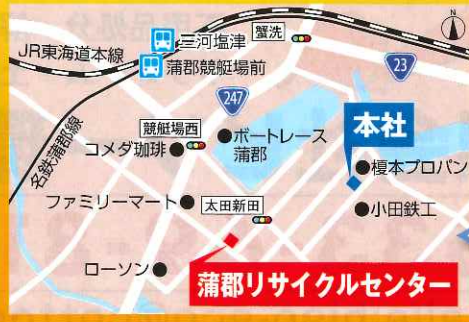 N
JR東海道本線
三河塩津
蟹洗
蒲郡競艇場前
23
247
名鉄蒲郡線
競艇場西
コメダ珈琲
ボートレース
蒲郡
本社
榎本プロパン
ファミリーマート
太田新田
小田鉄工
ローソン
蒲郡リサイクルセンター